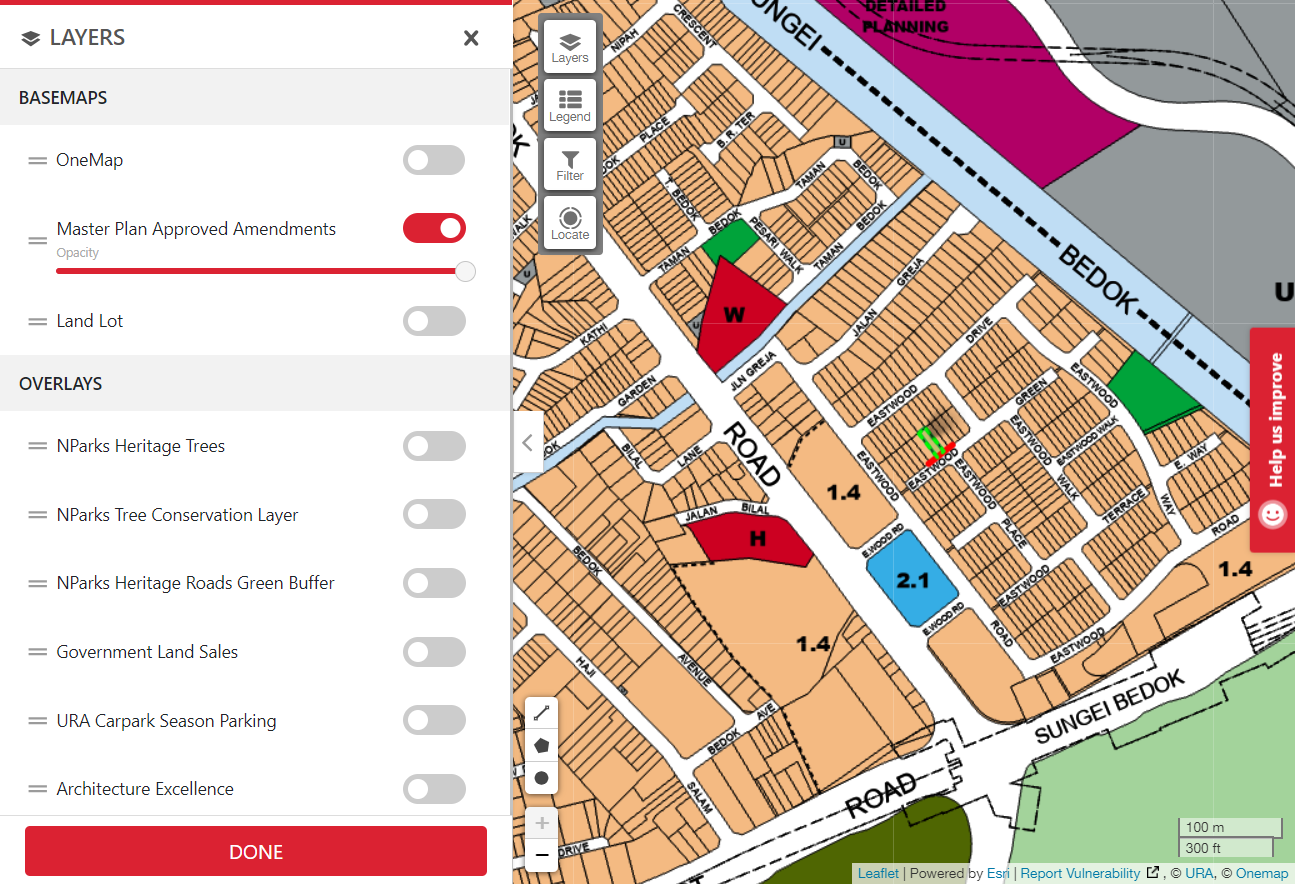 LAYERS
BASEMAPS
OneMap
Master Plan Approved Amendments
Opacity
Land Lot
OVERLAYS
NParks Heritage Trees
NParks Tree Conservation Layer
NParks Heritage Roads Green Buffer
Government Land Sales
URA Carpark Season Parking
Architecture Excellence
DONE
Layers
Legend
Filter
Locate
DETAILED
PLANNING
SUNGEI
BEDOK
CRESCENT
NIPAH
PLACE
B.R. TER
U
TAMAN
BEDOK
T. BEDOK
BEDOK
PESARI WALK
TAMAN
TAMAN
BEDOK
U
U
W
GREJA
JALAN
JLN GREJA
KATHI
GARDEN
DRIVE
EASTWOOD
GREEN
EASTWOOD
EASTWOOD
EASTWOOD WALK
E. WAY
EASTWOOD
WALK
EASTWOOD
EASTWOOD
EASTWOOD
PLACE
TERRACE
WAY
ROAD
ROAD
BILAL
LANE
JALAN
BILAL
H
1.4
E.WOOD RD
2.1
E.WOOD RD
EASTWOOD
ROAD
EASTWOOD
1.4
1.4
BEDOK
AVENUE
HAJI
SALAM
BEDOK
AVE
DRIVE
ROAD
SUNGEI BEDOK
Help us improve
100 m
300 ft
Leaflet | Powered by Esri | Report Vulnerability , © URA, © Onemap